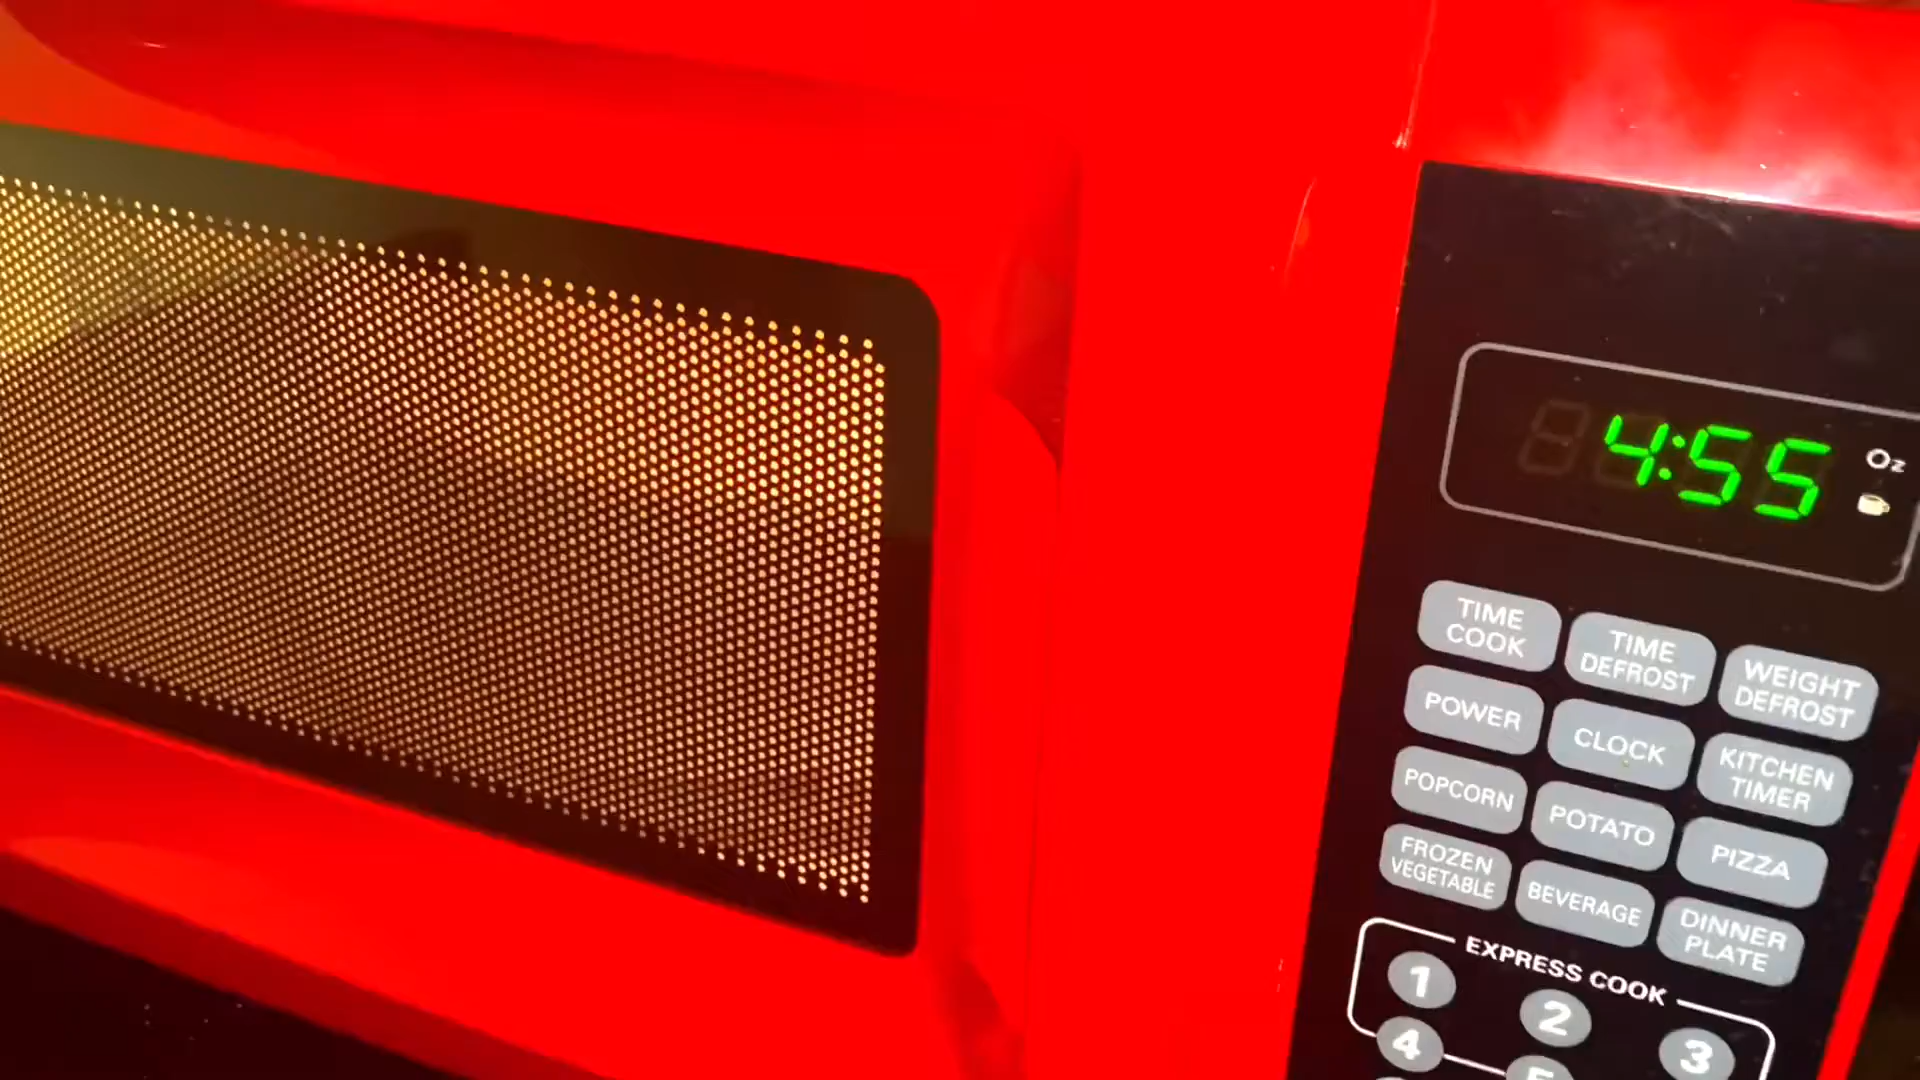 4:55
Oz
TIME
COOK
TIME
DEFROST
WEIGHT
DEFROST
POWER
CLOCK
KITCHEN
TIMER
POPCORN
POTATO
PIZZA
FROZEN
VEGETABLE
BEVERAGE
DINNER
PLATE
EXPRESS COOK
1
2
3
4
5